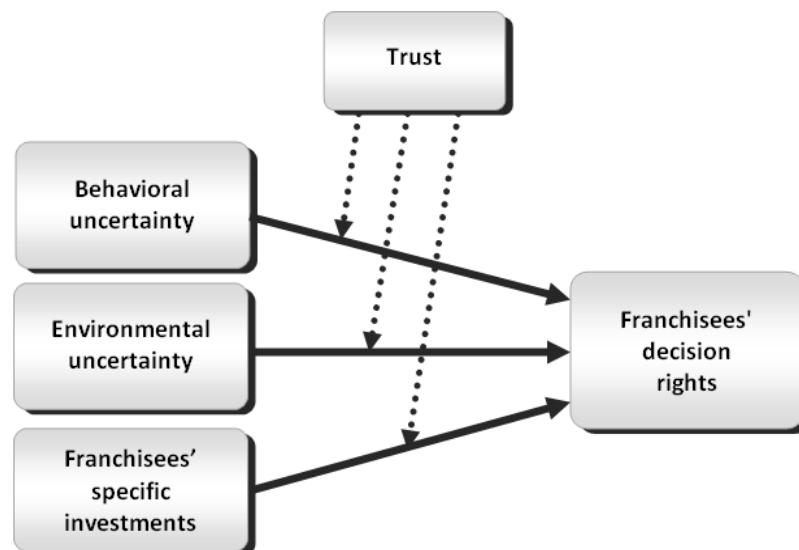 Trust
Behavioral
uncertainty
Environmental
uncertainty
Franchisees’
specific
investments
Franchisees'
decision
rights